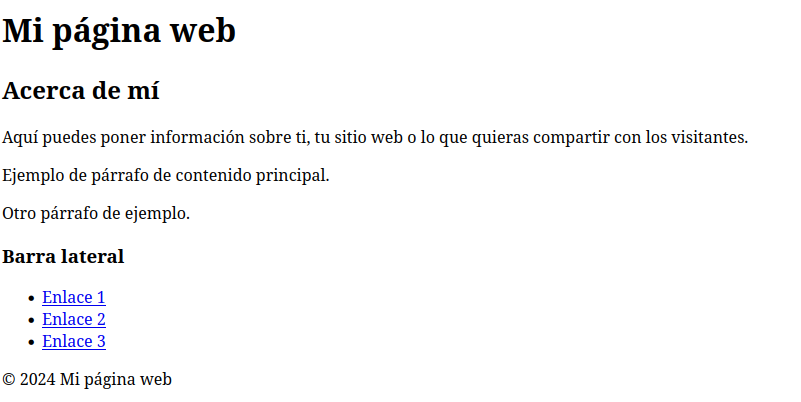 Mi página web
Acerca de mí
Aquí puedes poner información sobre ti, tu sitio web o lo que quieras compartir con los visitantes.
Ejemplo de párrafo de contenido principal.
Otro párrafo de ejemplo.
Barra lateral
• Enlace 1
• Enlace 2
• Enlace 3
© 2024 Mi página web